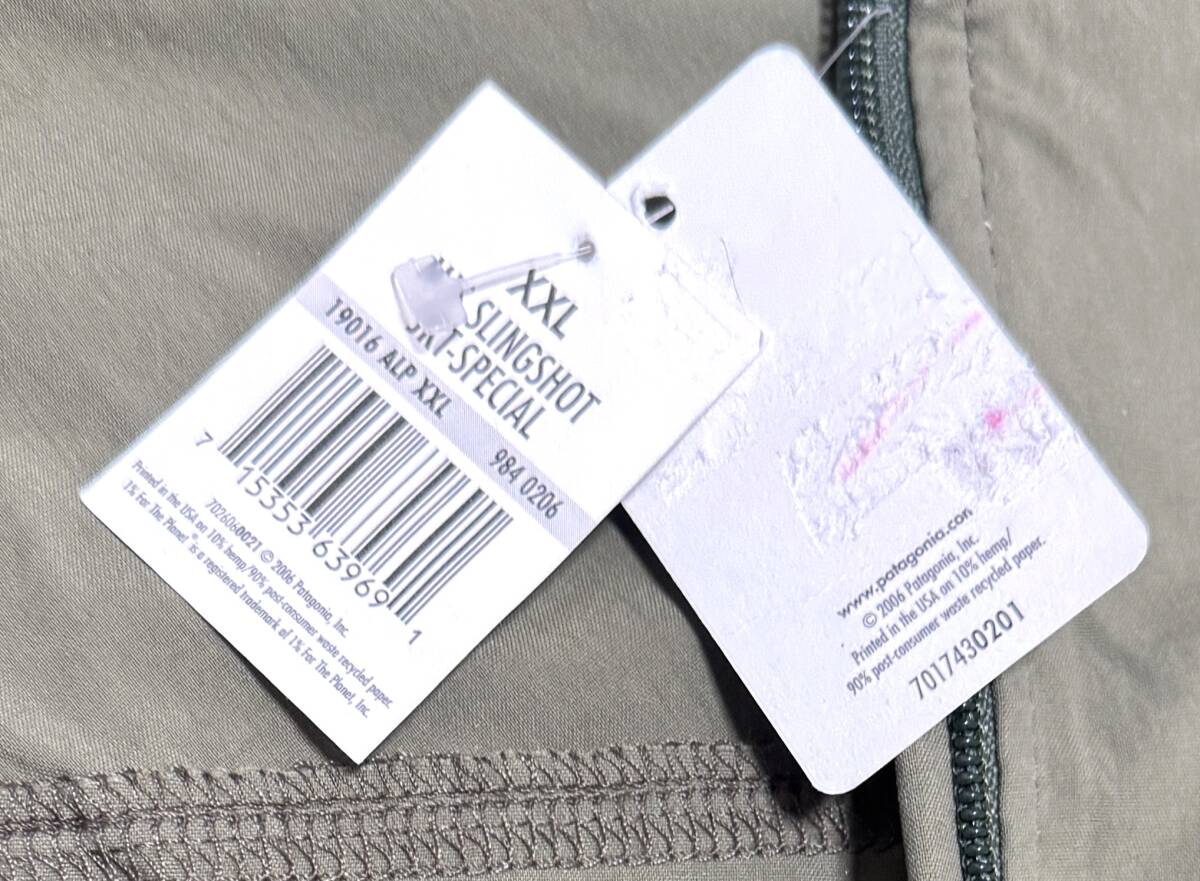 XXL
SLINGSHOT
-SPECIAL
19016 ALP XXL 984 0206
7 15353 63969 1
702606002T © 2006 Patagonia, Inc.
Printed in the USA on 10% hemp/90% post-consumer waste recycled paper.
1% For The Planet® is a registered trademark of 1% For The Planet, Inc.
www.patagonia.com
© 2006 Patagonia, Inc.
Printed in the USA on 10% hemp/
90% post-consumer waste recycled paper.
7017430201